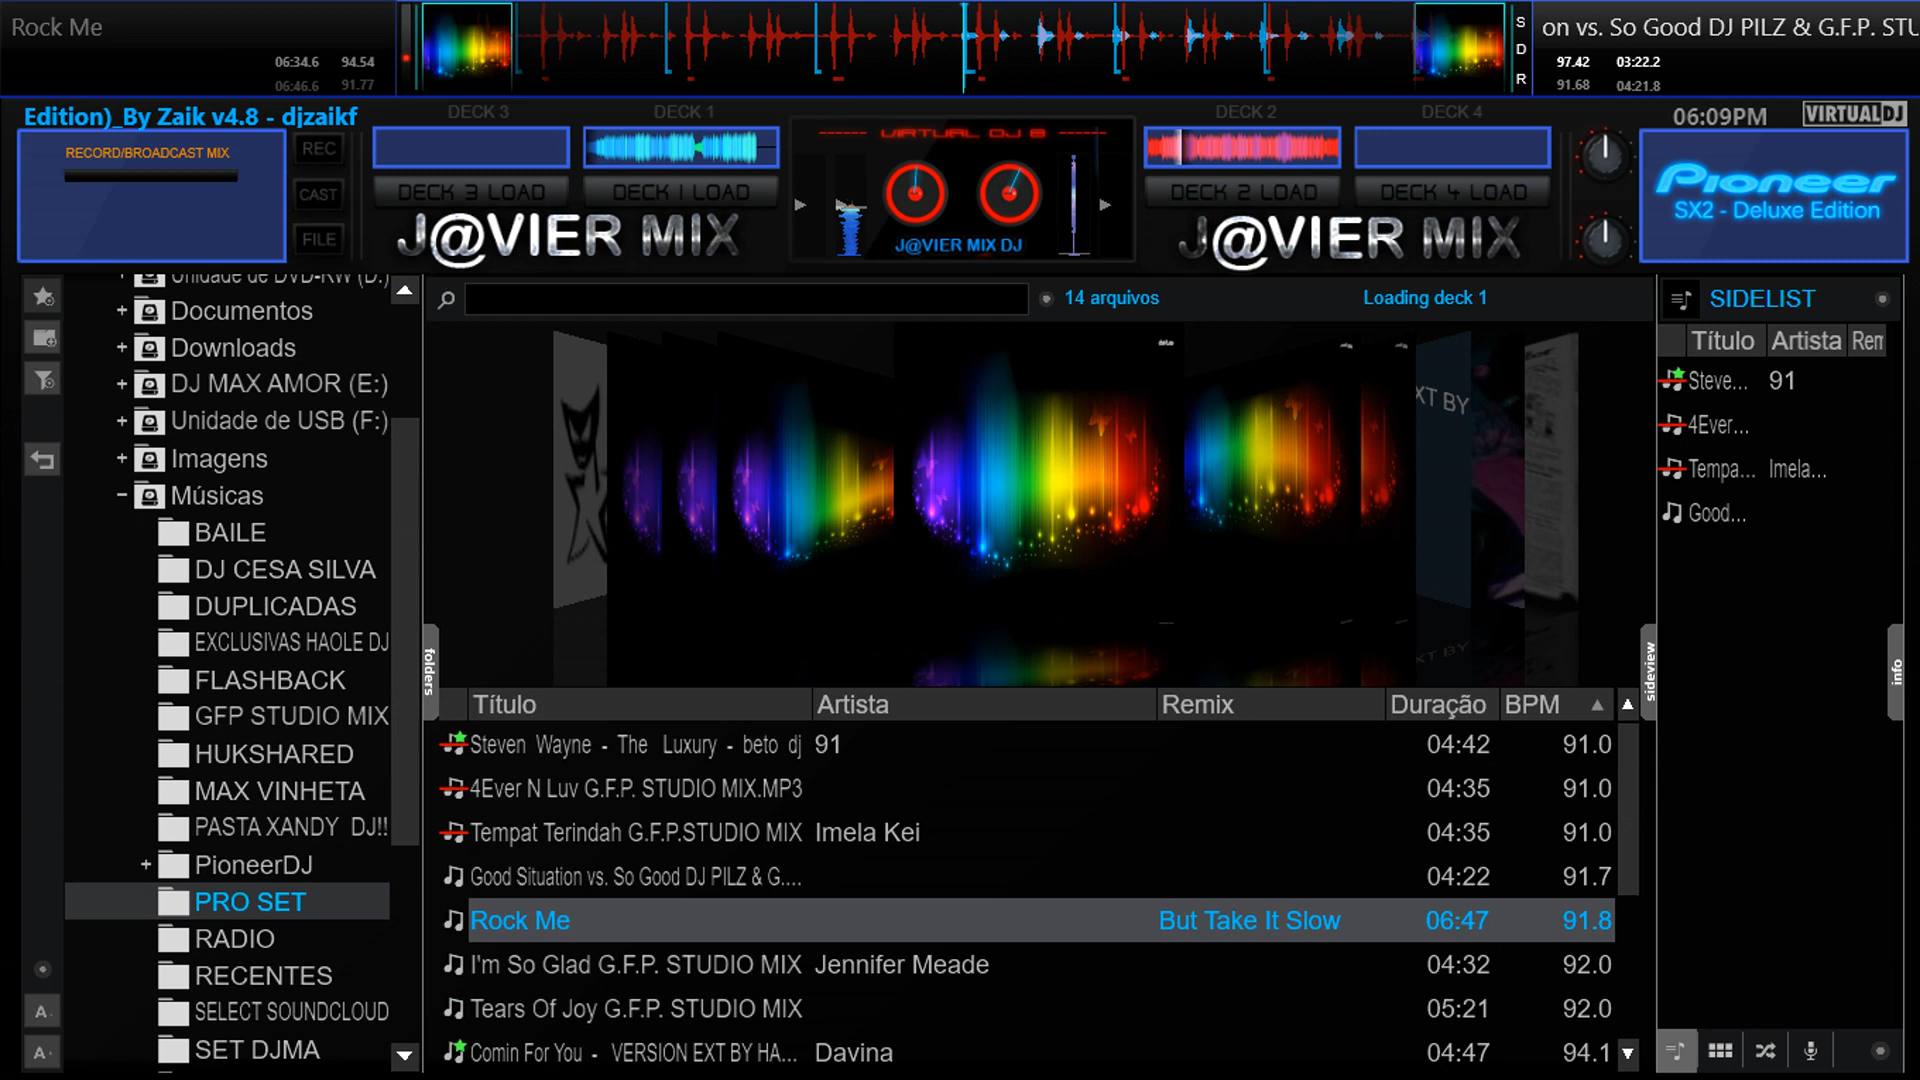 Rock Me
06:34.6 94.54
06:46.6 91.77
S
D
R
on vs. So Good DJ PILZ & G.F.P. STU
97.42 03:22.2
91.68 04:21.8
Edition)_By Zaik v4.8 - djzaikf
DECK 3
DECK 1
DECK 2
DECK 4
06:09PM
VIRTUALDJ
RECORD/BROADCAST MIX
REC
CAST
FILE
VIRTUAL DJ 8
DECK 3 LOAD
DECK 1 LOAD
DECK 2 LOAD
DECK 4 LOAD
J@VIER MIX
J@VIER MIX DJ
J@VIER MIX
Pioneer
SX2 - Deluxe Edition
Unidade de DVD-RW (D:)
Documentos
Downloads
DJ MAX AMOR (E:)
Unidade de USB (F:)
Imagens
Músicas
BAILE
DJ CESA SILVA
DUPLICADAS
EXCLUSIVAS HAOLE DJ
FLASHBACK
GFP STUDIO MIX
HUKSHARED
MAX VINHETA
PASTA XANDY DJ!!
PioneerDJ
PRO SET
RADIO
RECENTES
SELECT SOUNDCLOUD
SET DJMA
A
A
folders
14 arquivos
Loading deck 1
XT BY
XT BY
Título Artista Remix Duração BPM
Steven Wayne - The Luxury - beto dj 91 04:42 91.0
4Ever N Luv G.F.P. STUDIO MIX.MP3 04:35 91.0
Tempat Terindah G.F.P.STUDIO MIX Imela Kei 04:35 91.0
Good Situation vs. So Good DJ PILZ & G.... 04:22 91.7
Rock Me But Take It Slow 06:47 91.8
I'm So Glad G.F.P. STUDIO MIX Jennifer Meade 04:32 92.0
Tears Of Joy G.F.P. STUDIO MIX 05:21 92.0
Comin For You - VERSION EXT BY HA... Davina 04:47 94.1
sideview
SIDELIST
Título Artista Rem
Steve... 91
4Ever...
Tempa... Imela...
Good...
info